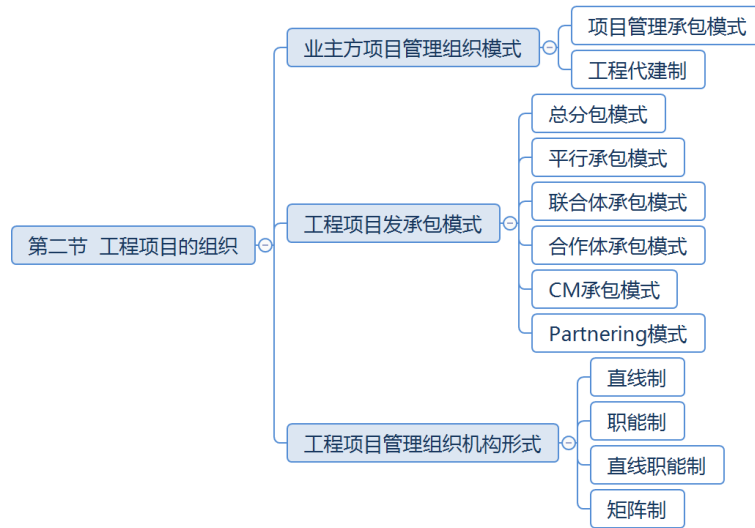 第二节 工程项目的组织
业主方项目管理组织模式
项目管理承包模式
工程代建制
工程项目发承包模式
总分包模式
平行承包模式
联合体承包模式
合作体承包模式
CM承包模式
Partnering模式
工程项目管理组织机构形式
直线制
职能制
直线职能制
矩阵制